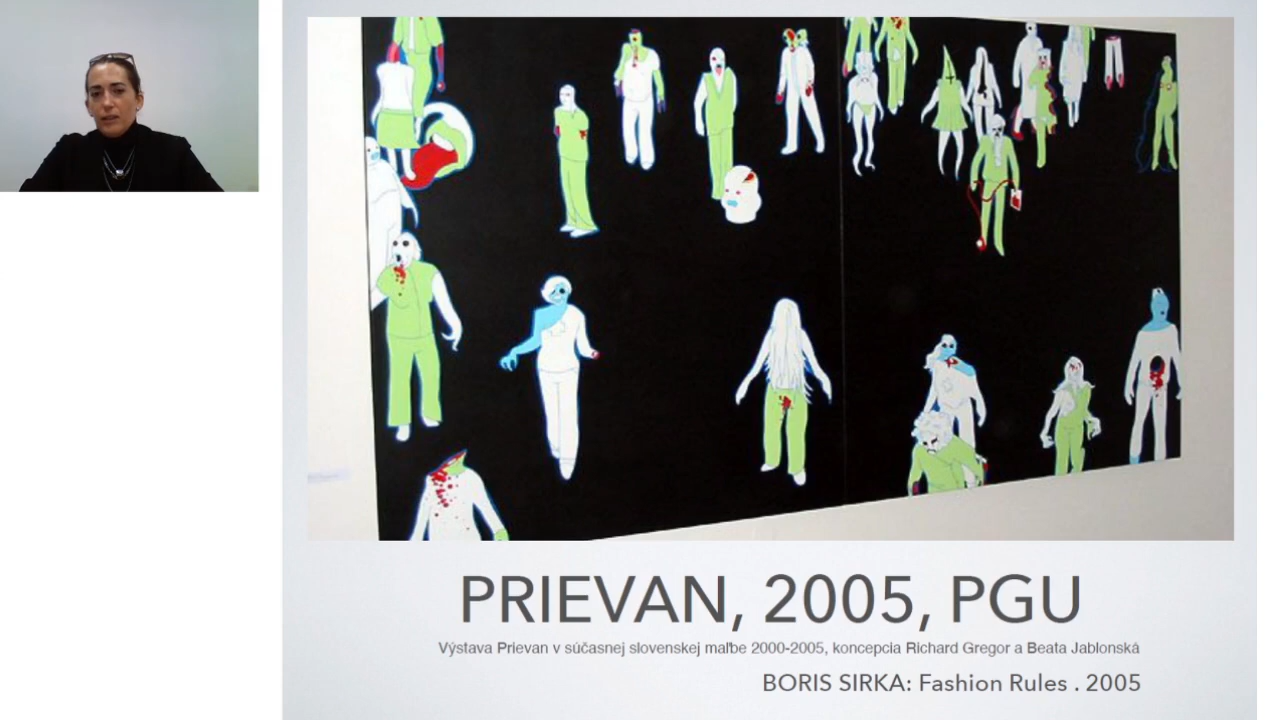 PRIEVAN, 2005, PGU
Výstava Prievan v súčasnej slovenskej maľbe 2000-2005, koncepcia Richard Gregor a Beata Jablonská
BORIS SIRKA: Fashion Rules . 2005